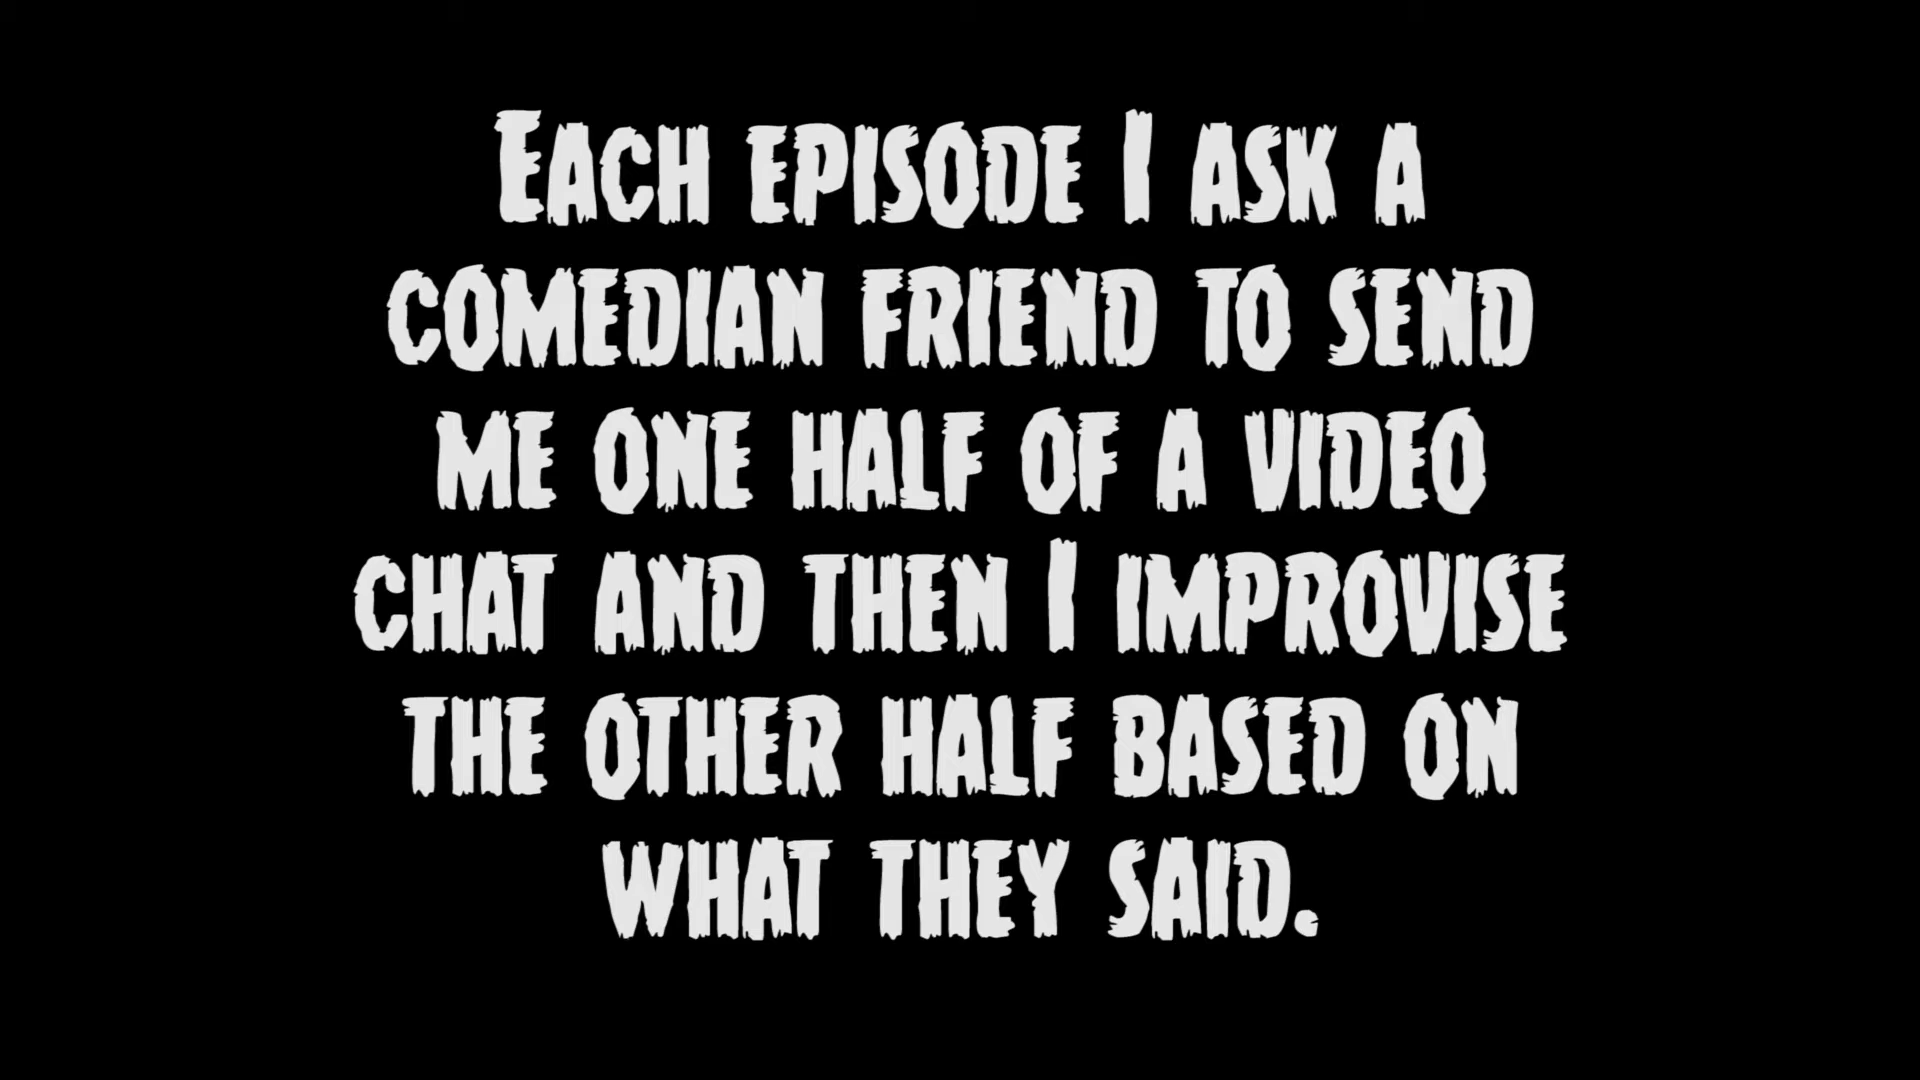 Each episode I ask a
comedian friend to send
me one half of a video
chat and then I improvise
the other half based on
what they said.